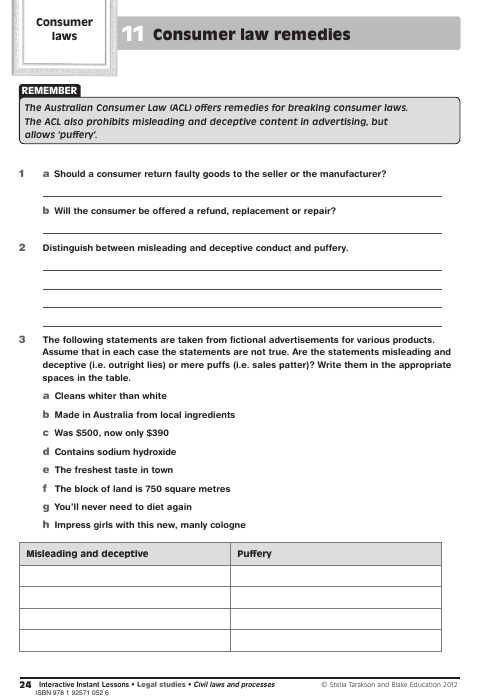 Consumer
laws
11 Consumer law remedies
REMEMBER
The Australian Consumer Law (ACL) offers remedies for breaking consumer laws.
The ACL also prohibits misleading and deceptive content in advertising, but
allows 'puffery'.
1 a Should a consumer return faulty goods to the seller or the manufacturer?
b Will the consumer be offered a refund, replacement or repair?
2 Distinguish between misleading and deceptive conduct and puffery.
3 The following statements are taken from fictional advertisements for various products.
Assume that in each case the statements are not true. Are the statements misleading and
deceptive (i.e. outright lies) or mere puffs (i.e. sales patter)? Write them in the appropriate
spaces in the table.
a Cleans whiter than white
b Made in Australia from local ingredients
c Was $500, now only $390
d Contains sodium hydroxide
e The freshest taste in town
f The block of land is 750 square metres
g You'll never need to diet again
h Impress girls with this new, manly cologne
Misleading and deceptive Puffery
24 Interactive Instant Lessons • Legal studies • Civil laws and processes © Stella Tarakson and Blake Education 2012
ISBN 978 1 92571 052 6